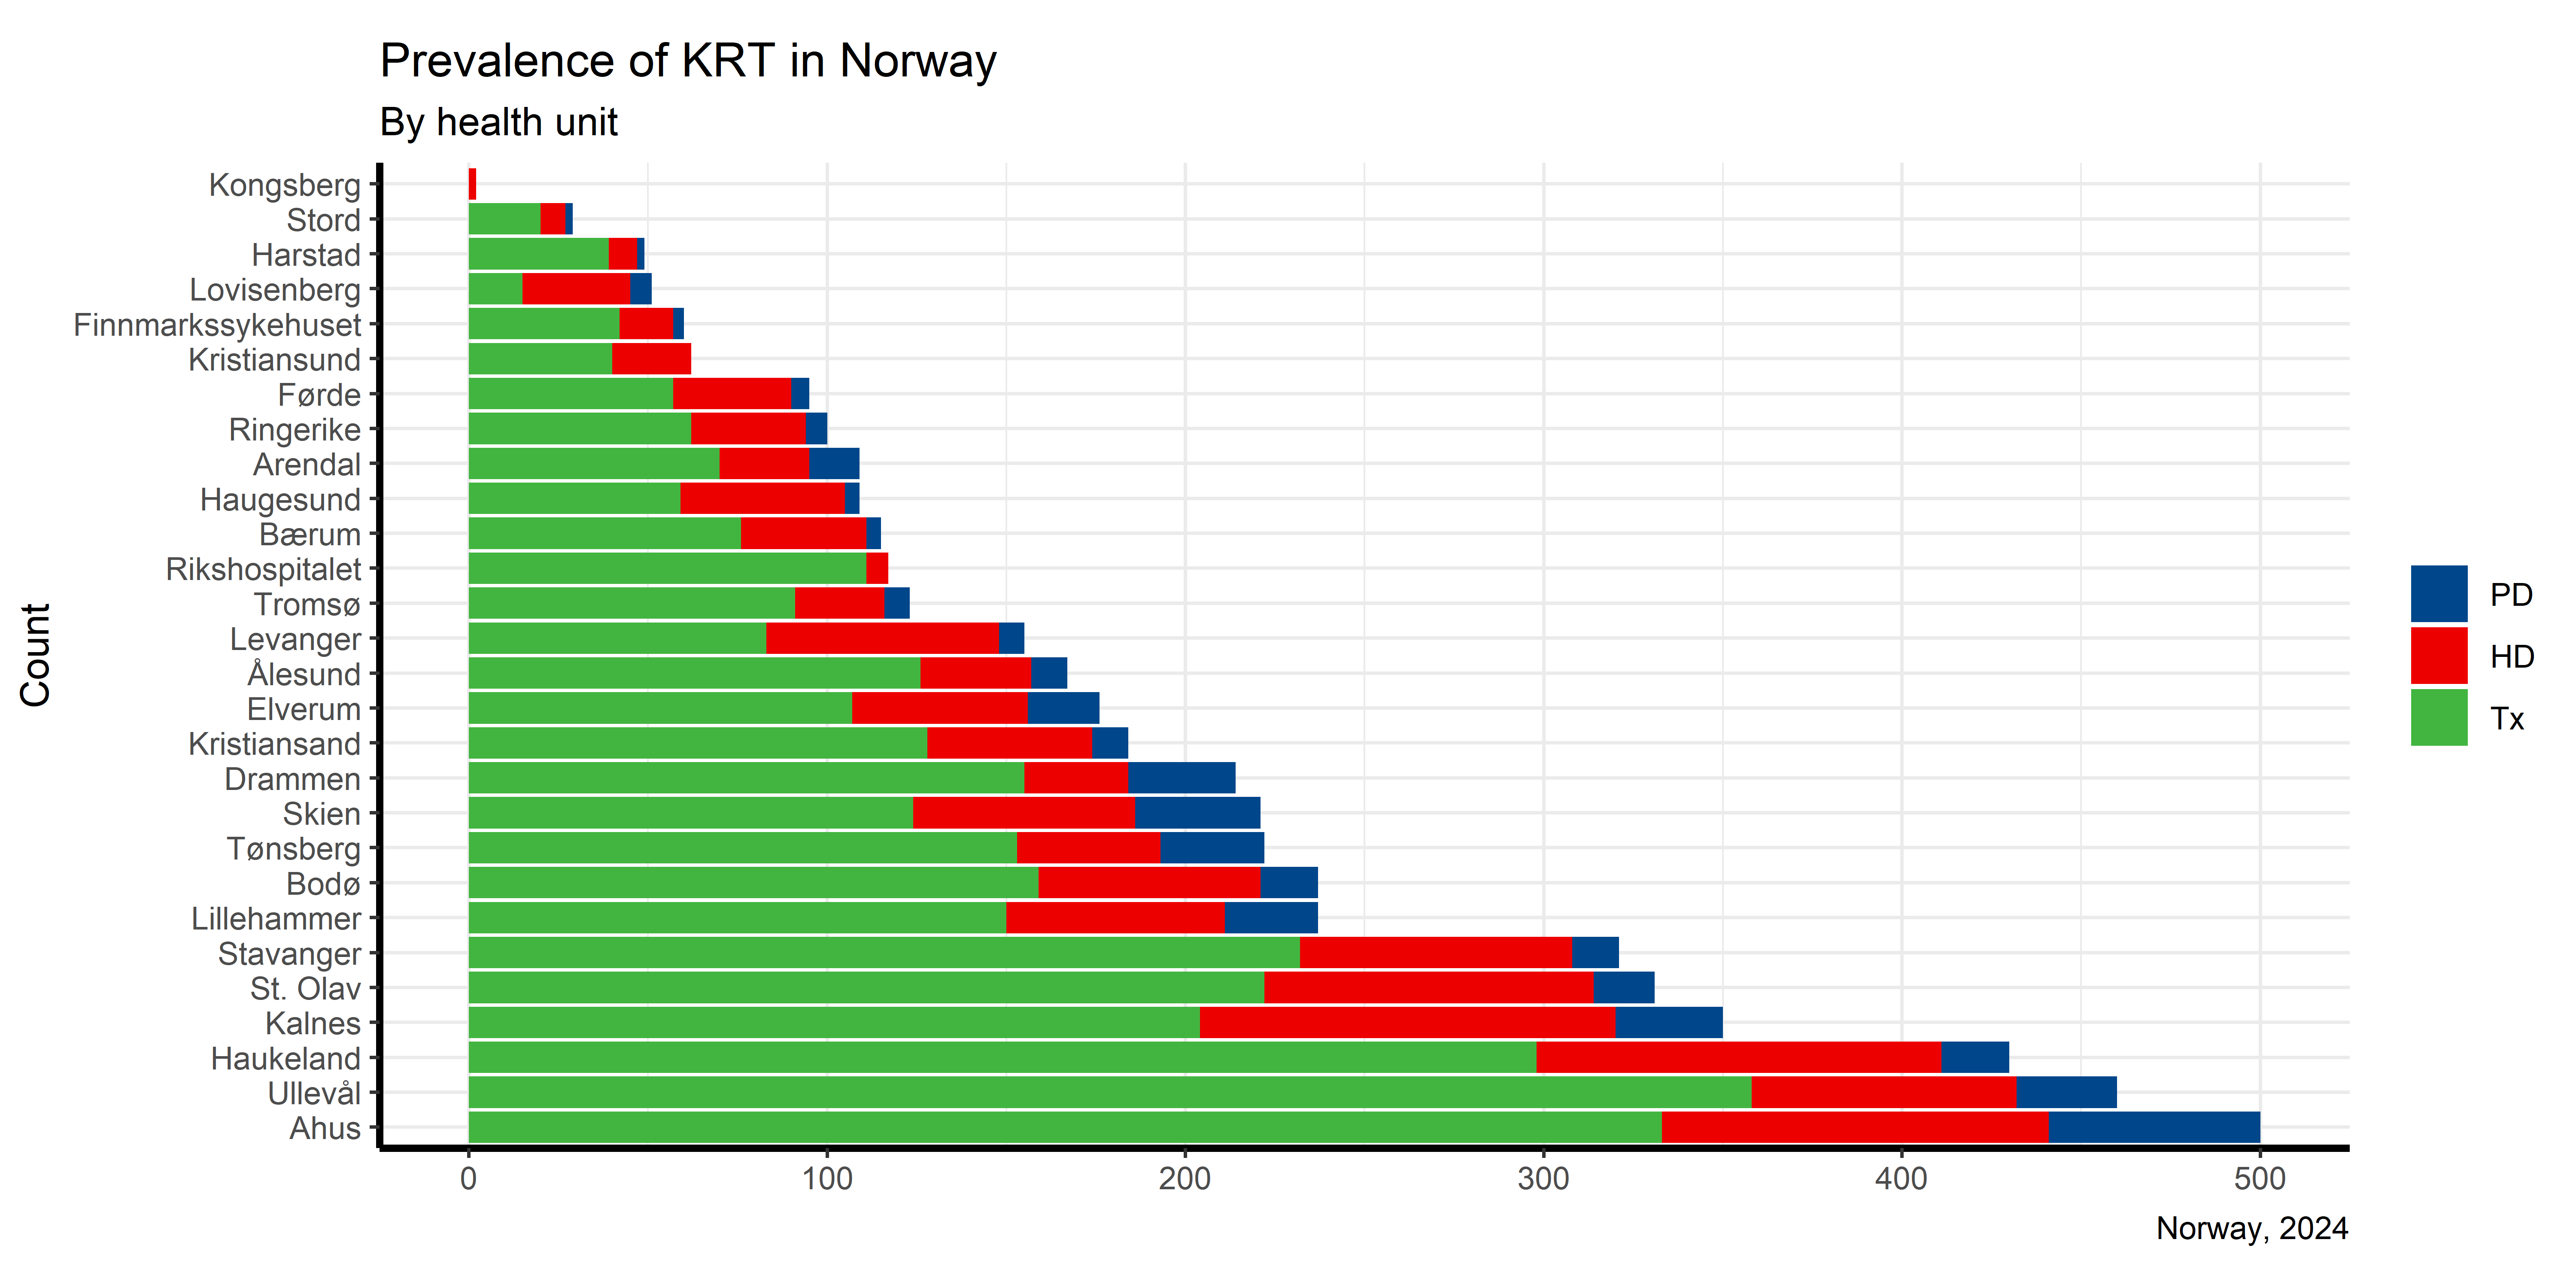 Prevalence of KRT in Norway
By health unit
Kongsberg
Stord
Harstad
Lovisenberg
Finnmarkssykehuset
Kristiansund
Førde
Ringerike
Arendal
Haugesund
Bærum
Rikshospitalet
Tromsø
Levanger
Ålesund
Elverum
Kristiansand
Drammen
Skien
Tønsberg
Bodø
Lillehammer
Stavanger
St. Olav
Kalnes
Haukeland
Ullevål
Ahus
Count
0 100 200 300 400 500
PD
HD
Tx
Norway, 2024